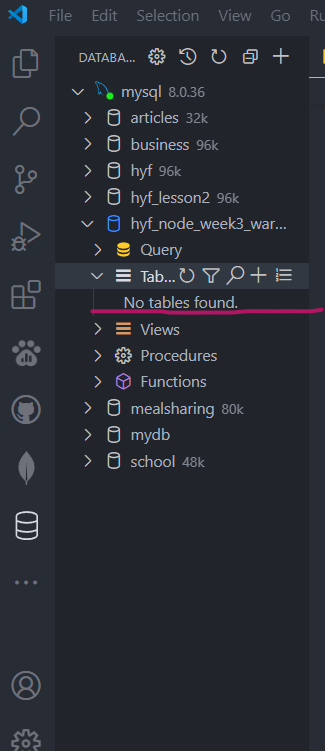 File Edit Selection View Go Ru
DATABA...
mysql 8.0.36
articles 32k
business 96k
hyf 96k
hyf_lesson2 96k
hyf_node_week3_war...
Query
Tab...
No tables found.
Views
Procedures
Functions
mealsharing 80k
mydb
school 48k